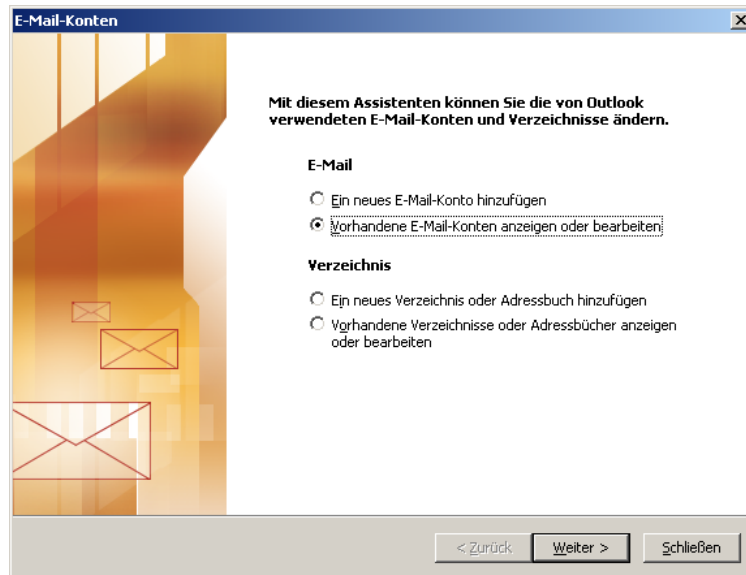 E-Mail-Konten
Mit diesem Assistenten können Sie die von Outlook
verwendeten E-Mail-Konten und Verzeichnisse ändern.
E-Mail
Ein neues E-Mail-Konto hinzufügen
Vorhandene E-Mail-Konten anzeigen oder bearbeiten
Verzeichnis
Ein neues Verzeichnis oder Adressbuch hinzufügen
Vorhandene Verzeichnisse oder Adressbücher anzeigen
oder bearbeiten
< Zurück Weiter > Schließen